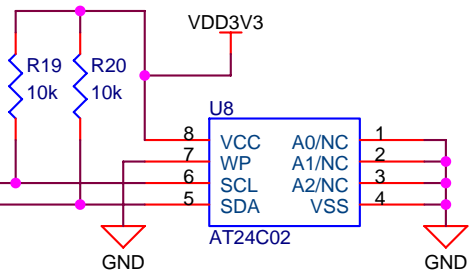 VDD3V3
R19
10k
R20
10k
U8
8 VCC A0/NC 1
7 WP A1/NC 2
6 SCL A2/NC 3
5 SDA VSS 4
AT24C02
GND
GND